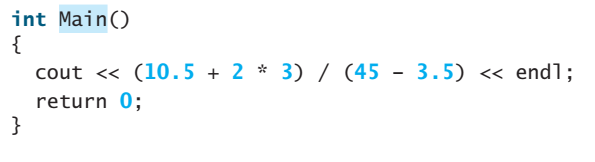 int Main()
{
cout << (10.5 + 2 * 3) / (45 – 3.5) << endl;
return 0;
}